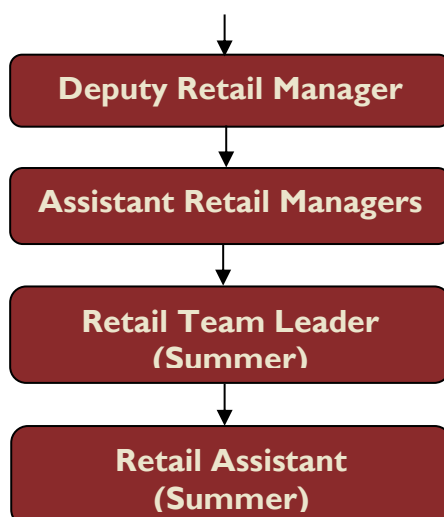 Deputy Retail Manager
Assistant Retail Managers
Retail Team Leader
(Summer)
Retail Assistant
(Summer)